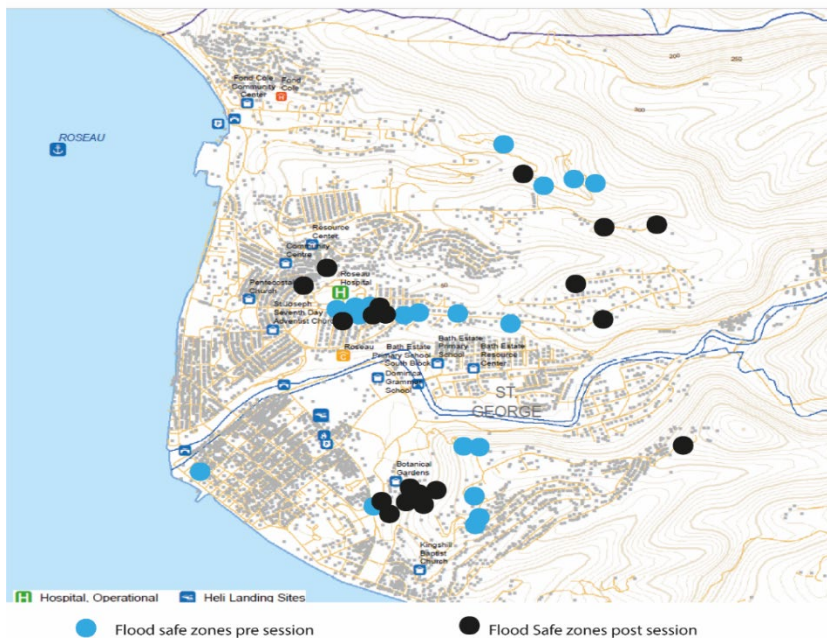 200
250
Fond Cole
Community
Center
Fond
Cole
ROSEAU
Resource
Center
Community
Centre
Roseau
Hospital
Pentecostal
Church
St Joseph
Seventh Day
Adventist Church
Roseau
Bath Estate
Primary School
South Block
Dominica
Grammar
School
Bath Estate
Primary
School
Bath Estate
Resource
Center
ST.
GEORGE
Botanical
Gardens
Kingshill
Baptist
Church
Hospital, Operational
Heli Landing Sites
Flood safe zones pre session
Flood Safe zones post session